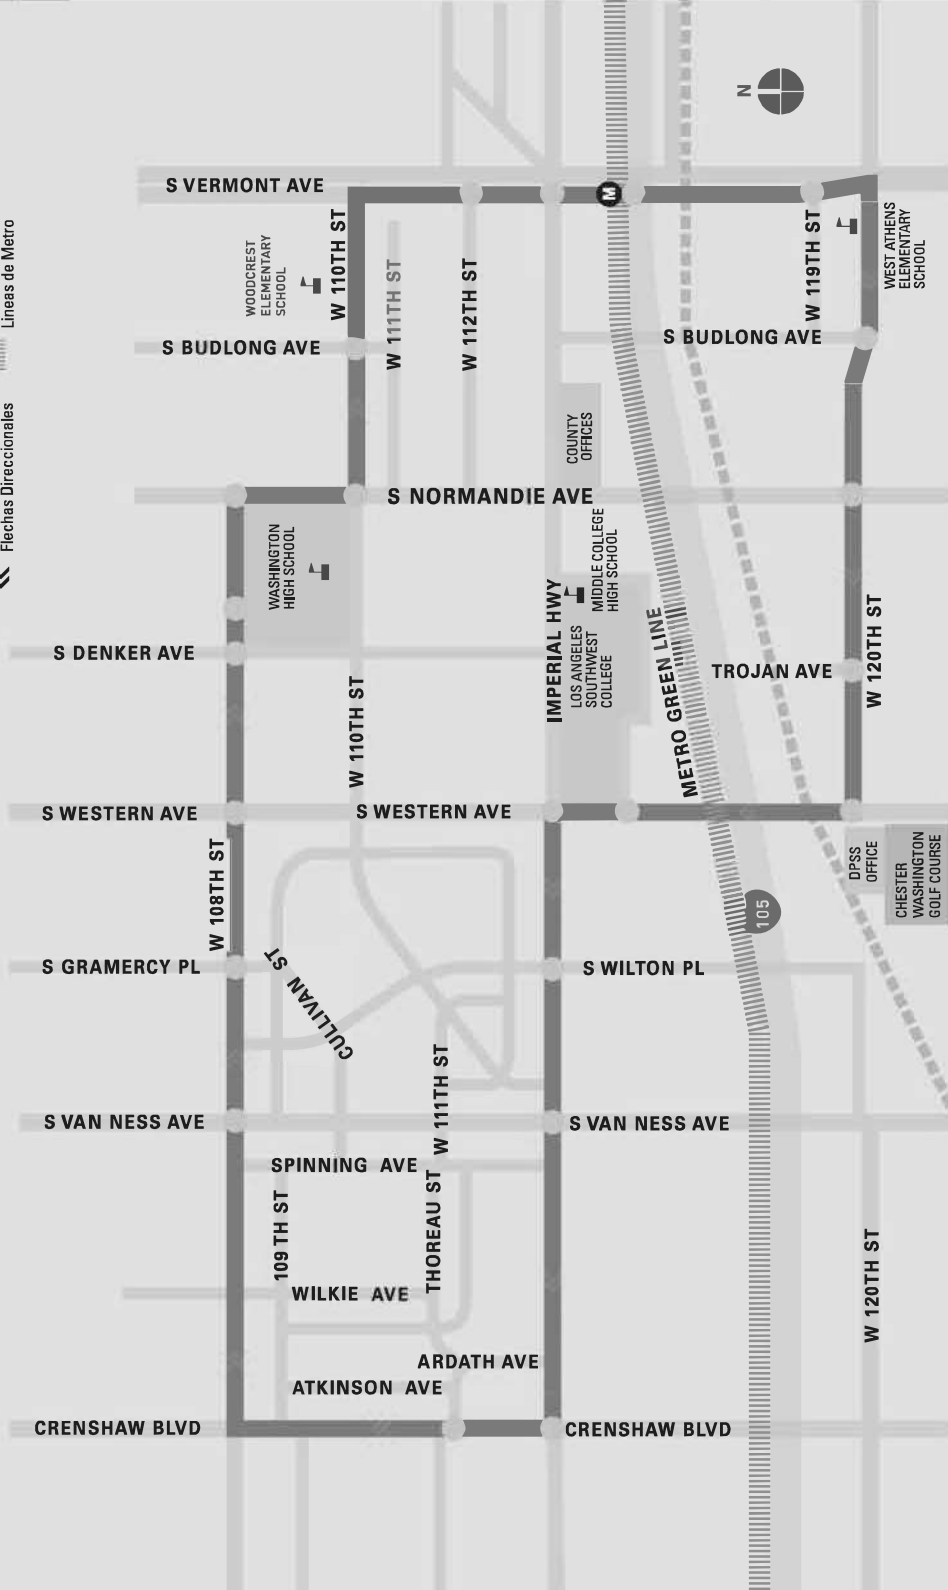 Líneas de Metro
Flechas Direccionales
N
S VERMONT AVE
WOODCREST
ELEMENTARY
SCHOOL
W 110TH ST
W 111TH ST
W 112TH ST
M
W 119TH ST
WEST ATHENS
ELEMENTARY
SCHOOL
S BUDLONG AVE
S BUDLONG AVE
COUNTY
OFFICES
S NORMANDIE AVE
WASHINGTON
HIGH SCHOOL
MIDDLE COLLEGE
HIGH SCHOOL
IMPERIAL HWY
LOS ANGELES
SOUTHWEST
COLLEGE
METRO GREEN LINE
S DENKER AVE
TROJAN AVE
W 120TH ST
W 110TH ST
S WESTERN AVE
S WESTERN AVE
W 108TH ST
DPSS
OFFICE
CHESTER
WASHINGTON
GOLF COURSE
105
S GRAMERCY PL
CULLIVAN ST
S WILTON PL
W 111TH ST
S VAN NESS AVE
S VAN NESS AVE
SPINNING AVE
109 TH ST
THOREAU ST
WILKIE AVE
W 120TH ST
ARDATH AVE
ATKINSON AVE
CRENSHAW BLVD
CRENSHAW BLVD